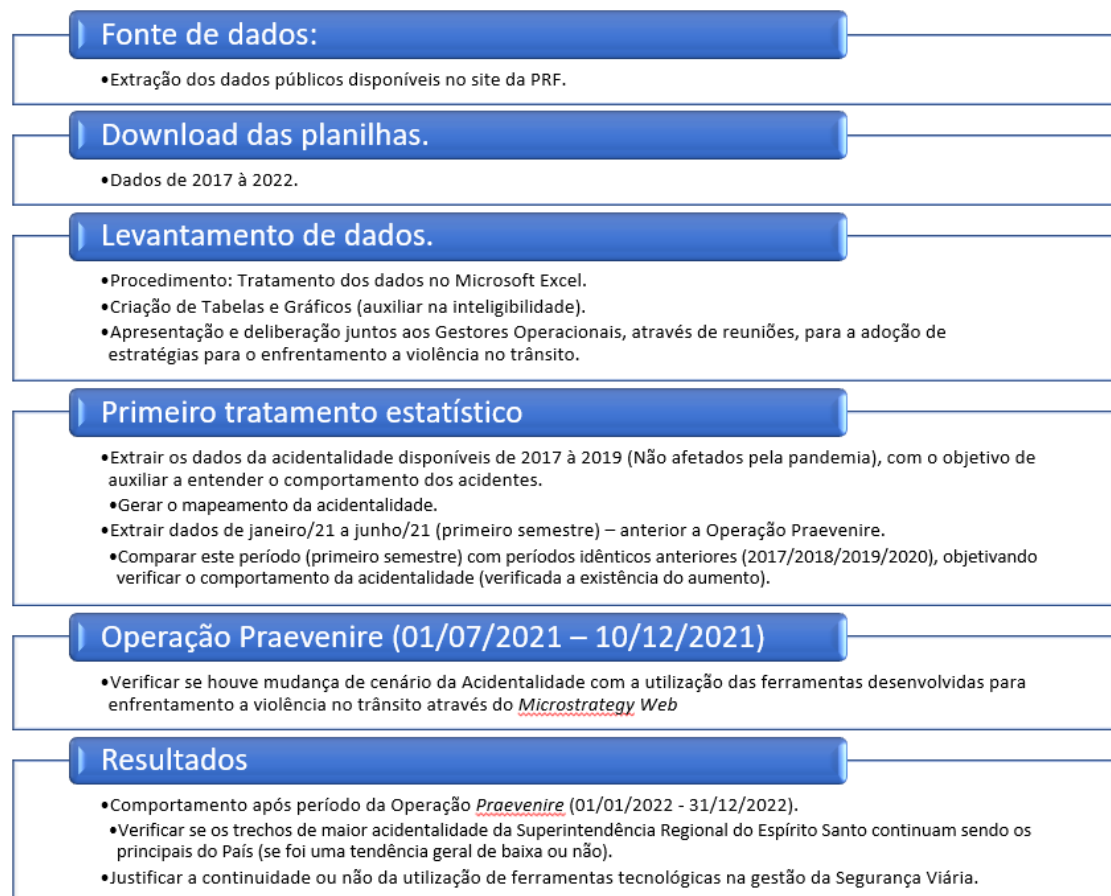 Fonte de dados:
•Extração dos dados públicos disponíveis no site da PRF.
Download das planilhas.
•Dados de 2017 à 2022.
Levantamento de dados.
•Procedimento: Tratamento dos dados no Microsoft Excel.
•Criação de Tabelas e Gráficos (auxiliar na inteligibilidade).
•Apresentação e deliberação juntos aos Gestores Operacionais, através de reuniões, para a adoção de
estratégias para o enfrentamento a violência no trânsito.
Primeiro tratamento estatístico
•Extrair os dados da acidentalidade disponíveis de 2017 à 2019 (Não afetados pela pandemia), com o objetivo de
auxiliar a entender o comportamento dos acidentes.
•Gerar o mapeamento da acidentalidade.
•Extrair dados de janeiro/21 a junho/21 (primeiro semestre) – anterior a Operação Praevenire.
•Comparar este período (primeiro semestre) com períodos idênticos anteriores (2017/2018/2019/2020), objetivando
verificar o comportamento da acidentalidade (verificada a existência do aumento).
Operação Praevenire (01/07/2021 – 10/12/2021)
•Verificar se houve mudança de cenário da Acidentalidade com a utilização das ferramentas desenvolvidas para
enfrentamento a violência no trânsito através do Microstrategy Web
Resultados
•Comportamento após período da Operação Praevenire (01/01/2022 - 31/12/2022).
•Verificar se os trechos de maior acidentalidade da Superintendência Regional do Espírito Santo continuam sendo os
principais do País (se foi uma tendência geral de baixa ou não).
•Justificar a continuidade ou não da utilização de ferramentas tecnológicas na gestão da Segurança Viária.